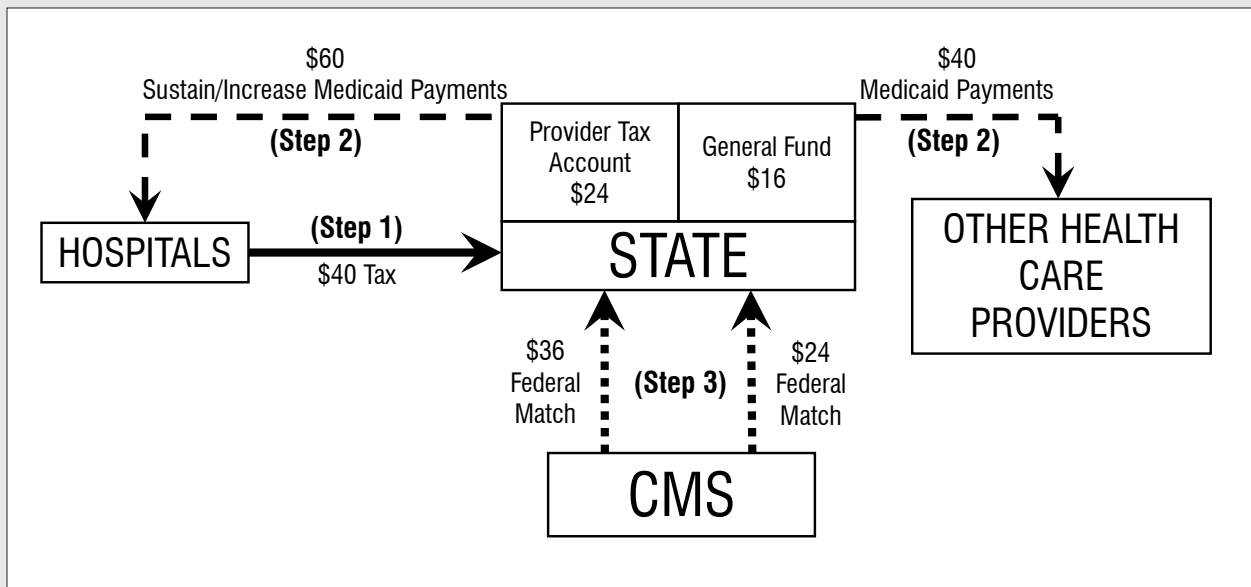 $60
Sustain/Increase Medicaid Payments
(Step 2)
Provider Tax
Account
$24
General Fund
$16
$40
Medicaid Payments
(Step 2)
HOSPITALS
(Step 1)
$40 Tax
STATE
OTHER HEALTH
CARE
PROVIDERS
$36
Federal
Match
(Step 3)
$24
Federal
Match
CMS